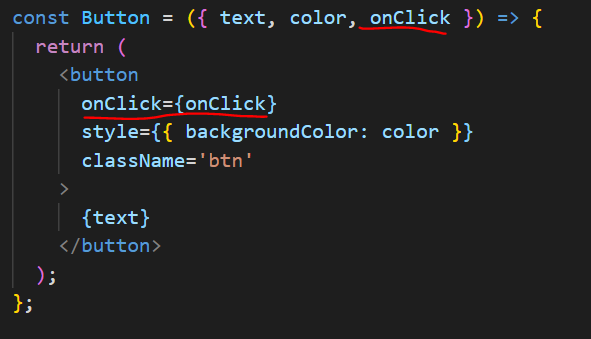 const Button = ({ text, color, onClick }) => {
return (
<button
onClick={onClick}
style={{ backgroundColor: color }}
className='btn'
>
{text}
</button>
);
};